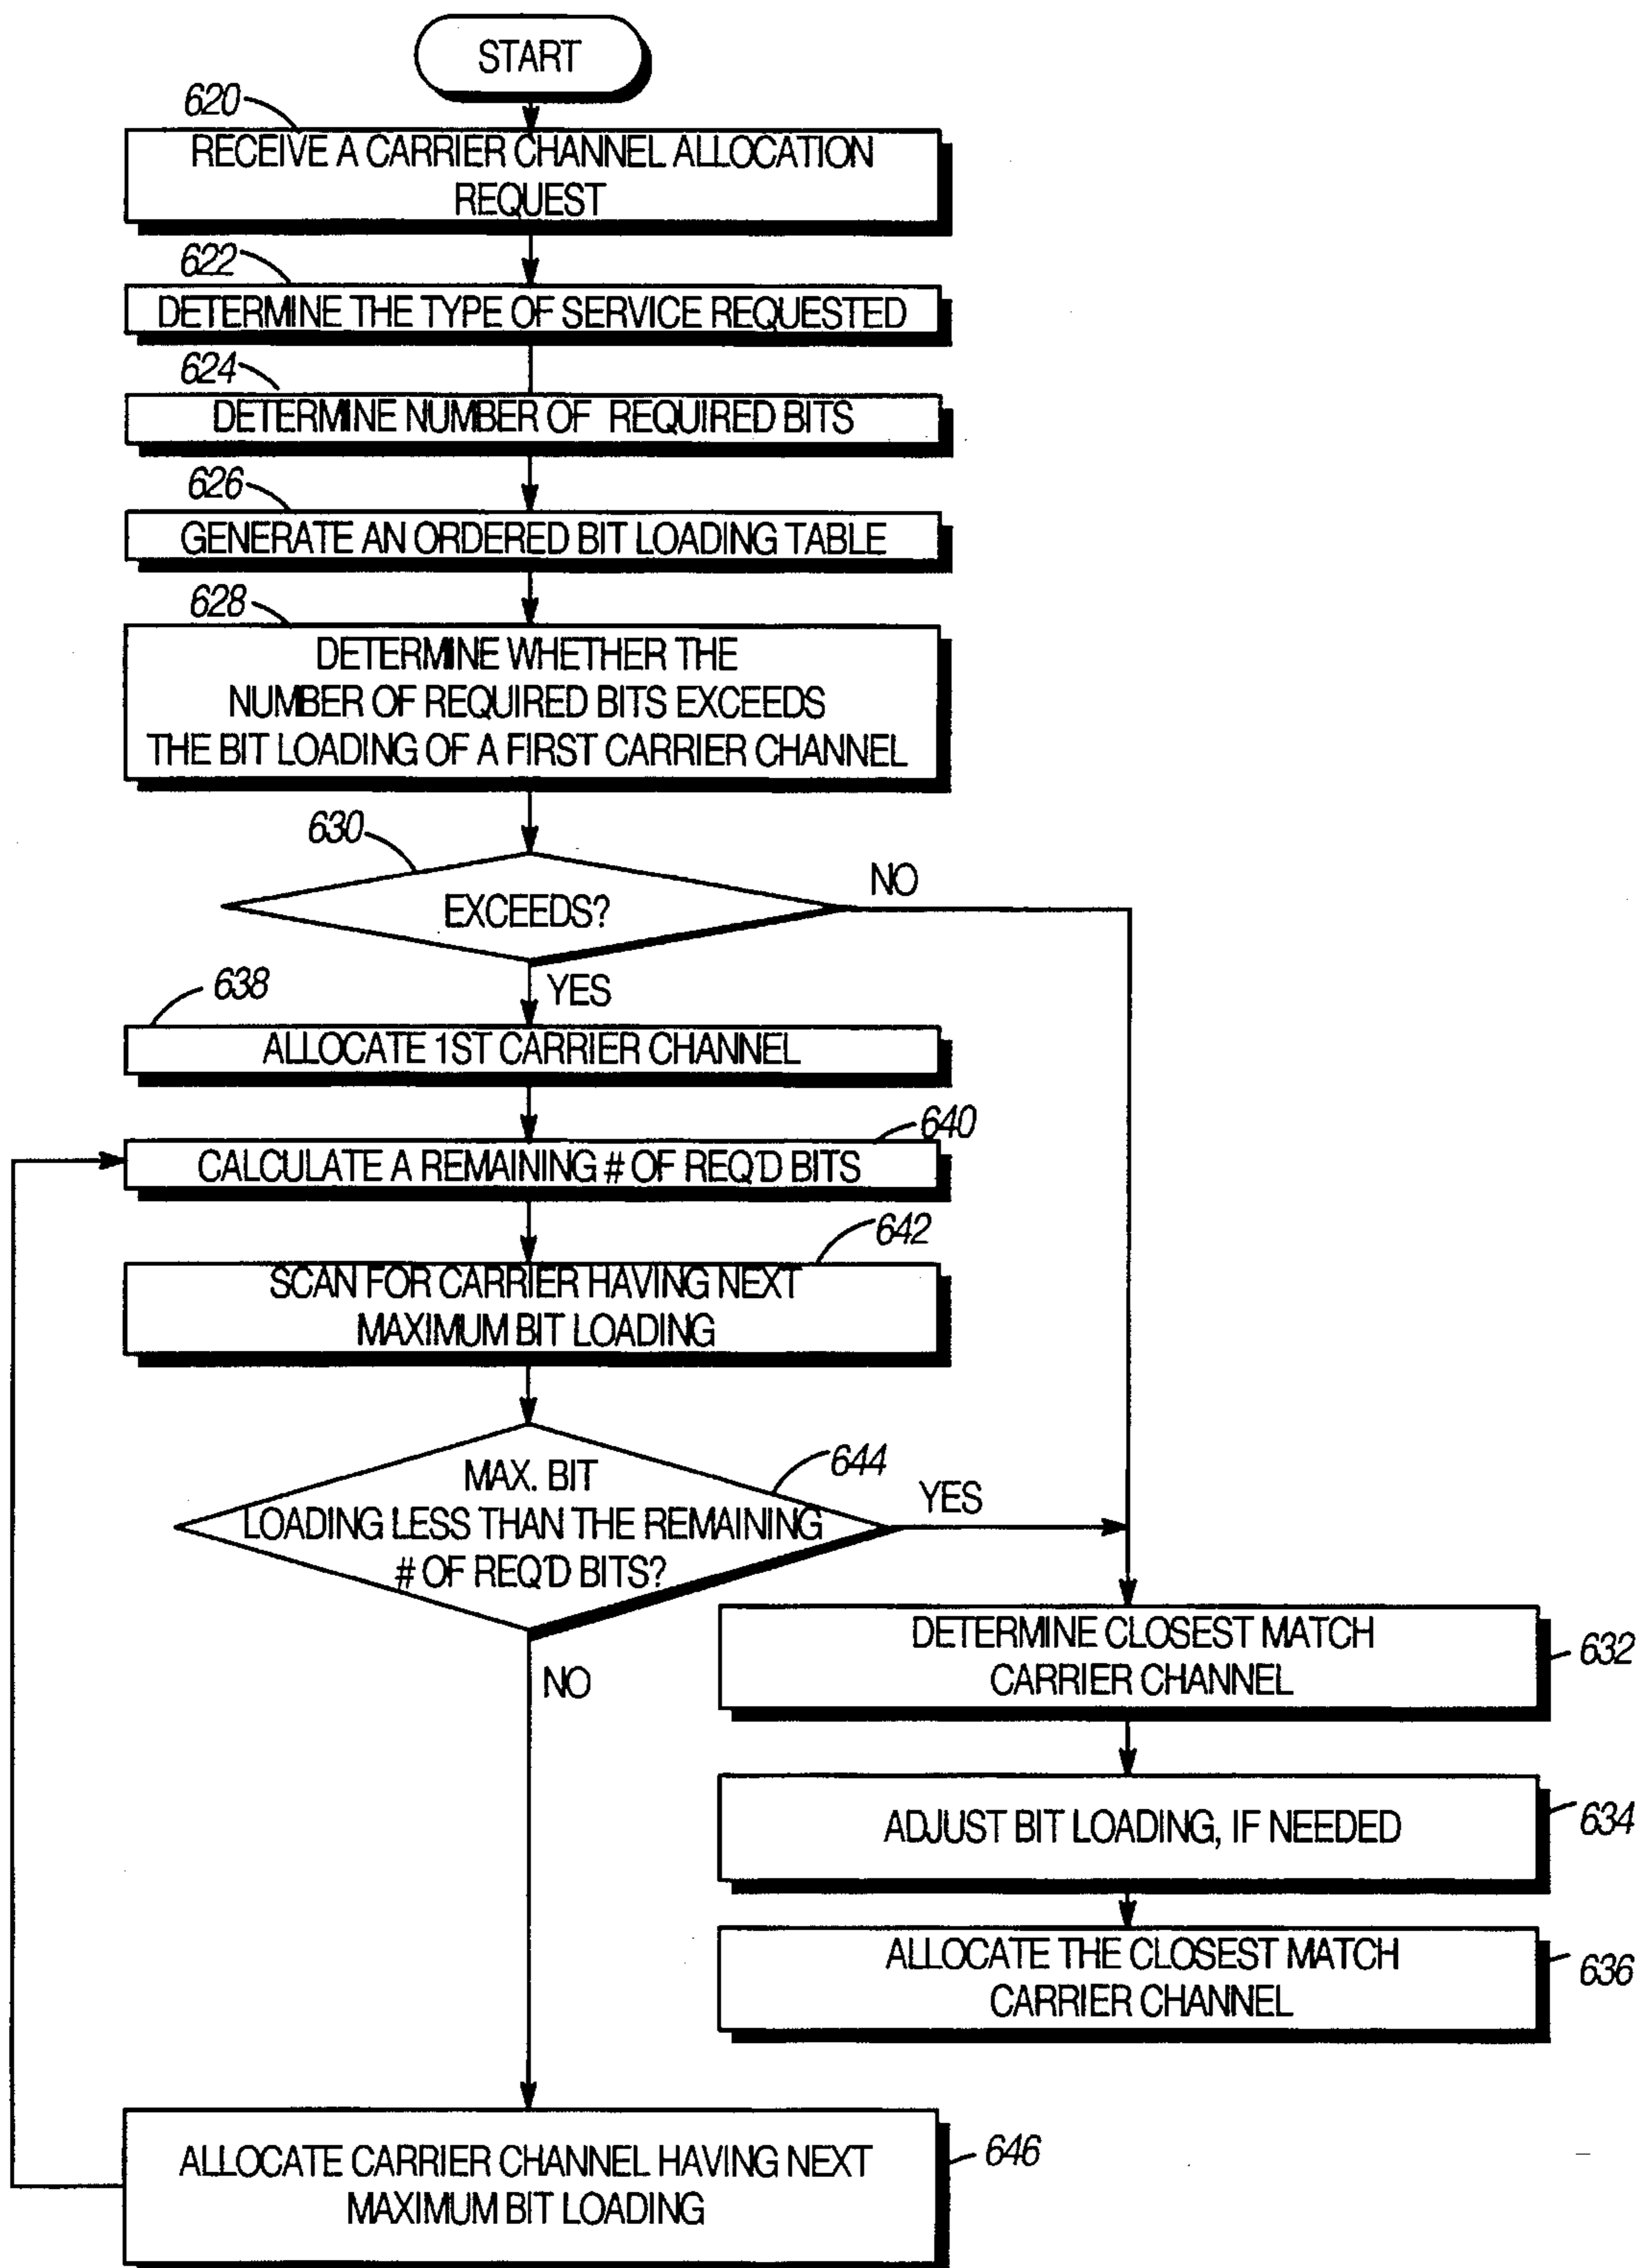 START
620
RECEIVE A CARRIER CHANNEL ALLOCATION
REQUEST
622
DETERMINE THE TYPE OF SERVICE REQUESTED
624
DETERMINE NUMBER OF REQUIRED BITS
626
GENERATE AN ORDERED BIT LOADING TABLE
628
DETERMINE WHETHER THE
NUMBER OF REQUIRED BITS EXCEEDS
THE BIT LOADING OF A FIRST CARRIER CHANNEL
630
EXCEEDS?
NO
YES
638
ALLOCATE 1ST CARRIER CHANNEL
640
CALCULATE A REMAINING # OF REQ'D BITS
642
SCAN FOR CARRIER HAVING NEXT
MAXIMUM BIT LOADING
644
MAX. BIT
LOADING LESS THAN THE REMAINING
# OF REQ'D BITS?
YES
NO
DETERMINE CLOSEST MATCH
CARRIER CHANNEL
632
ADJUST BIT LOADING, IF NEEDED
634
ALLOCATE THE CLOSEST MATCH
CARRIER CHANNEL
636
ALLOCATE CARRIER CHANNEL HAVING NEXT
MAXIMUM BIT LOADING
646